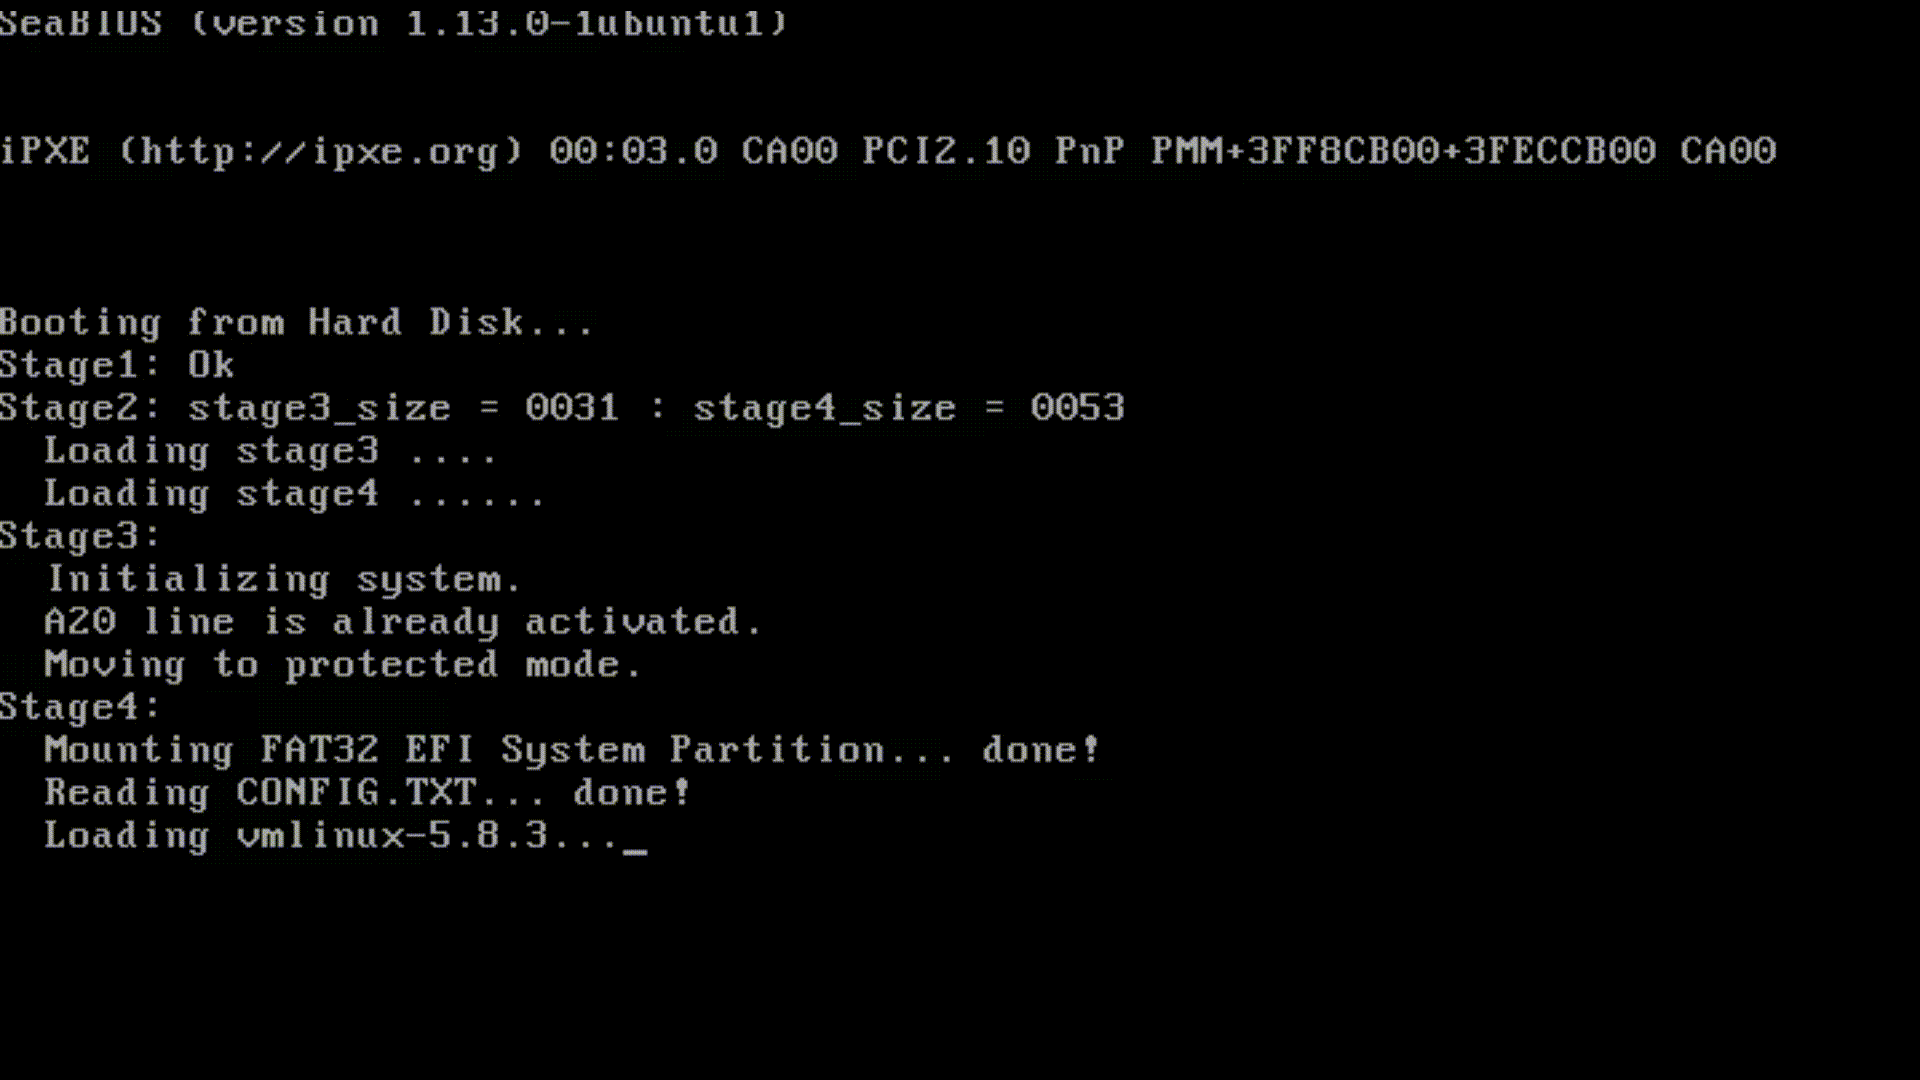 SeaBIOS (version 1.13.0-1ubuntu1)
iPXE (http://ipxe.org) 00:03.0 CA00 PCI2.10 PnP PMM+3FF8CB00+3FECCB00 CA00
Booting from Hard Disk...
Stage1: Ok
Stage2: stage3_size = 0031 : stage4_size = 0053
  Loading stage3 ....
  Loading stage4 ......
Stage3:
  Initializing system.
  A20 line is already activated.
  Moving to protected mode.
Stage4:
  Mounting FAT32 EFI System Partition... done!
  Reading CONFIG.TXT... done!
  Loading vmlinux-5.8.3..._